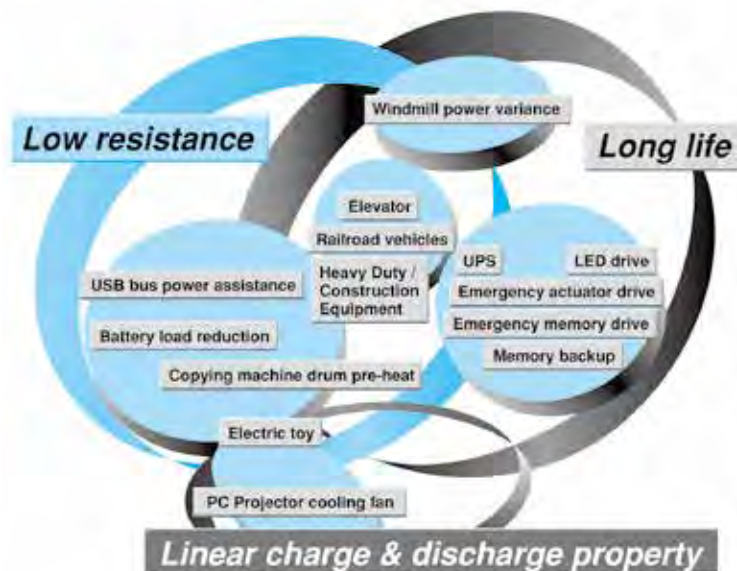 Windmill power variance
Low resistance
Long life
Elevator
Railroad vehicles
Heavy Duty /
Construction
Equipment
UPS
LED drive
Emergency actuator drive
Emergency memory drive
Memory backup
USB bus power assistance
Battery load reduction
Copying machine drum pre-heat
Electric toy
PC Projector cooling fan
Linear charge & discharge property